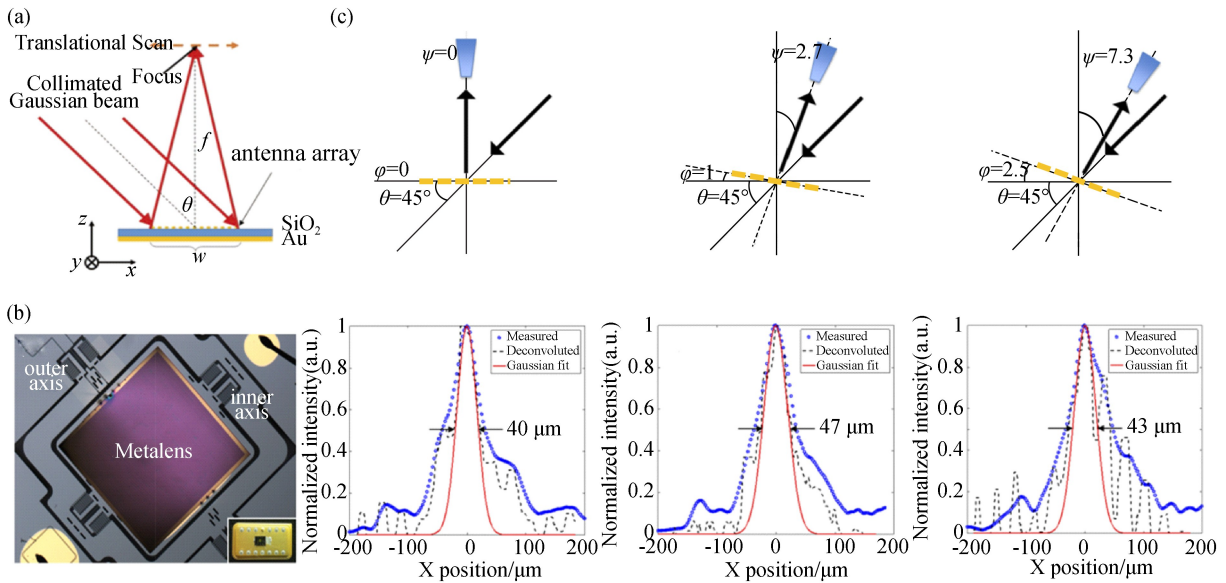 (a)
Translational Scan
Focus
Collimated
Gaussian beam
f
antenna array
θ
z
SiO₂
Au
y
x
w
(c)
ψ=0
φ=0
θ=45°
ψ=2.7
φ=1
θ=45°
ψ=7.3
φ=2.5
θ=45°
(b)
outer
axis
inner
axis
Metalens
Normalized intensity(a.u.)
1
0.8
0.6
0.4
0.2
0
Measured
Deconvoluted
Gaussian fit
40 μm
-200 -100 0 100 200
X position/μm
Normalized intensity(a.u.)
1
0.8
0.6
0.4
0.2
0
Measured
Deconvoluted
Gaussian fit
47 μm
-200 -100 0 100 200
X position/μm
Normalized intensity(a.u.)
1
0.8
0.6
0.4
0.2
0
Measured
Deconvoluted
Gaussian fit
43 μm
-200 -100 0 100 200
X position/μm